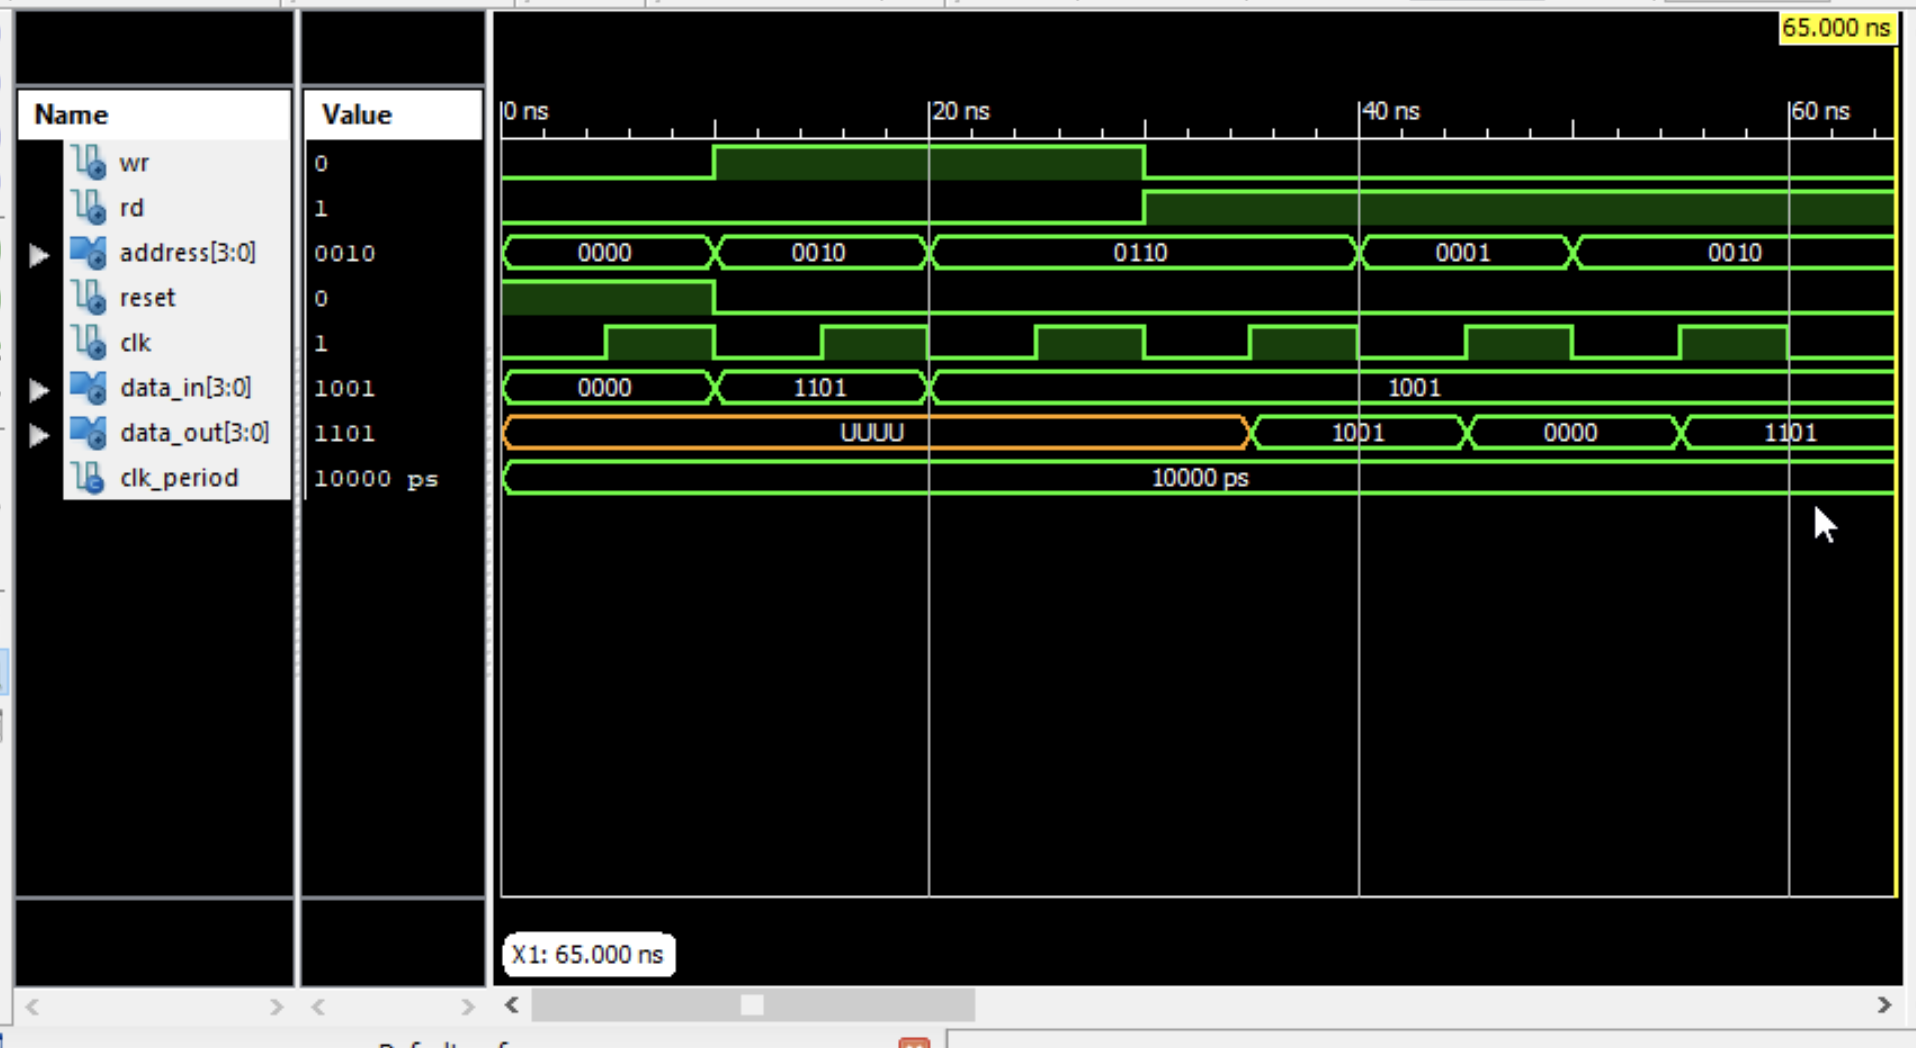 65.000 ns
Name Value 0 ns 20 ns 40 ns 60 ns
wr 0
rd 1
address[3:0] 0010 0000 0010 0110 0001 0010
reset 0
clk 1
data_in[3:0] 1001 0000 1101 1001
data_out[3:0] 1101 UUUU 1001 0000 1101
clk_period 10000 ps 10000 ps
X1: 65.000 ns